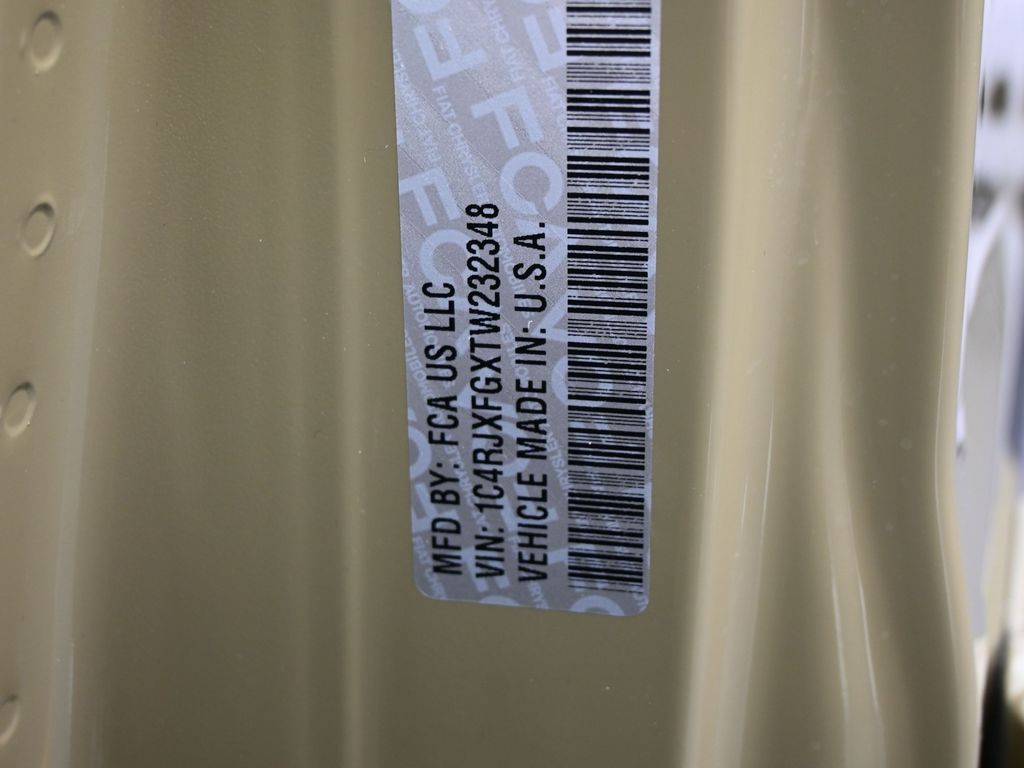 MFD BY: FCA US LLC
VIN: 1C4RJXFGXTW232348
VEHICLE MADE IN: U.S.A.